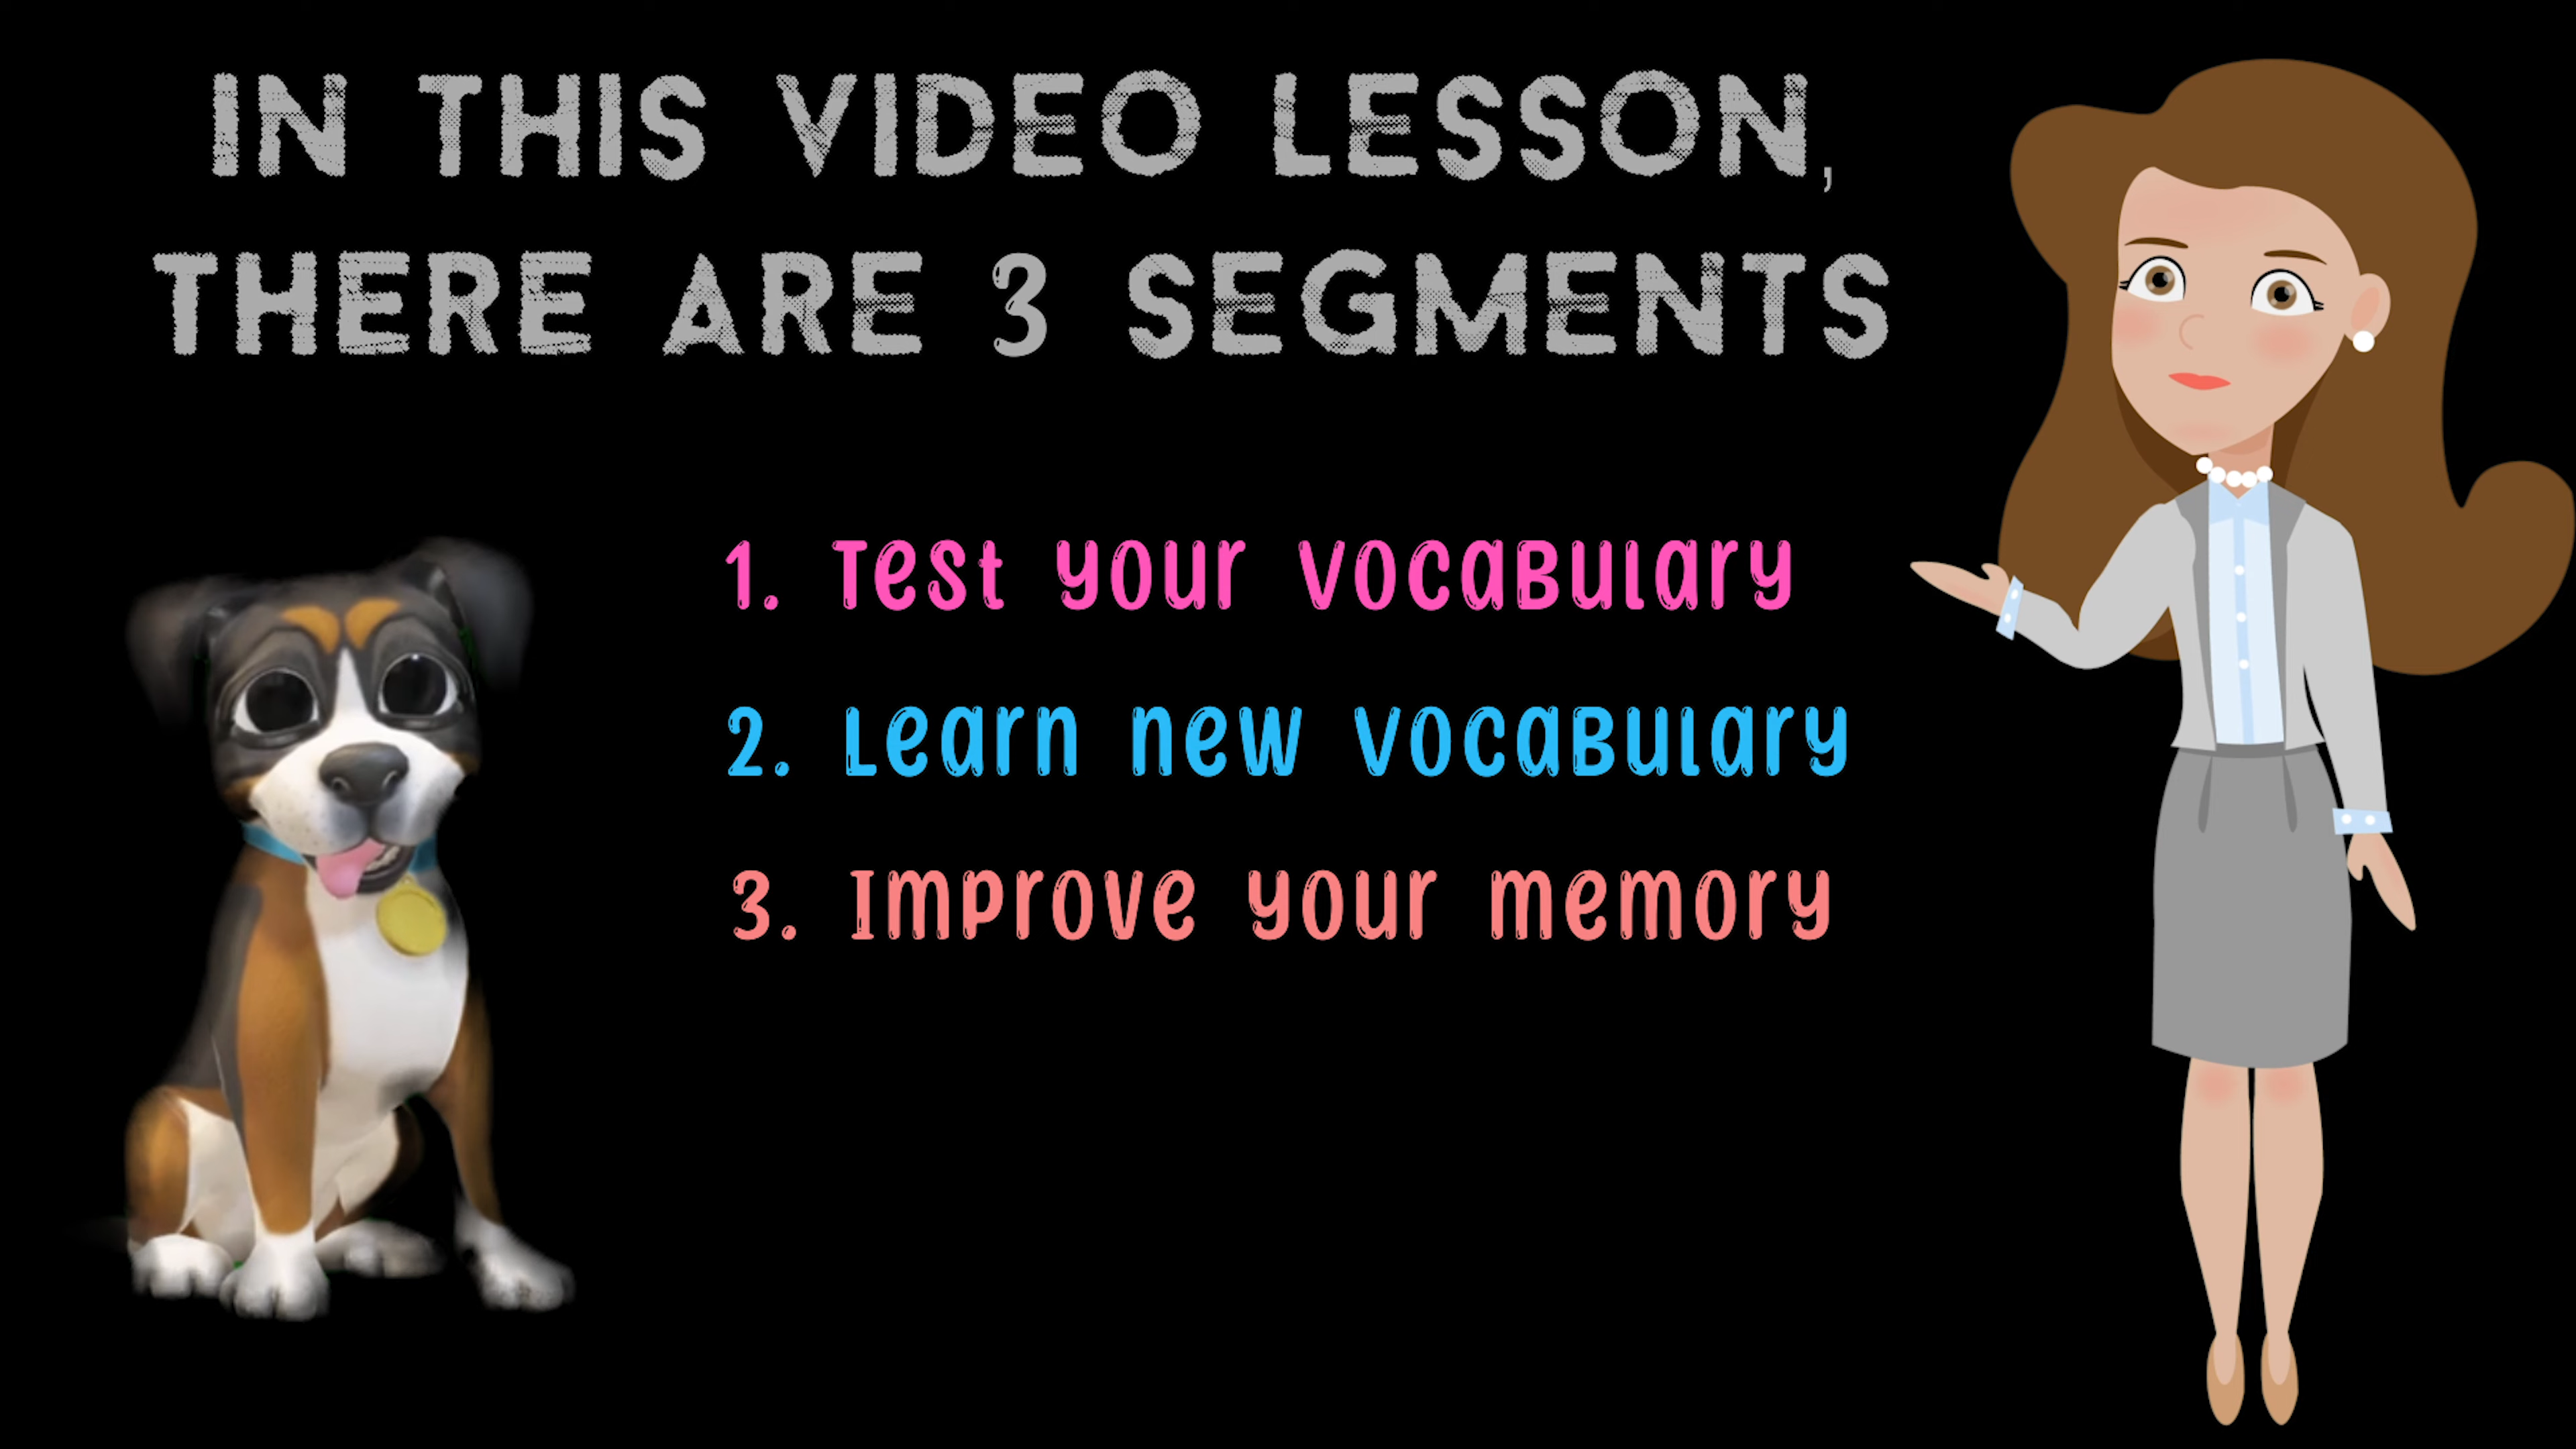 IN THIS VIDEO LESSON,
THERE ARE 3 SEGMENTS
1. Test your vocabulary
2. Learn new vocabulary
3. Improve your memory